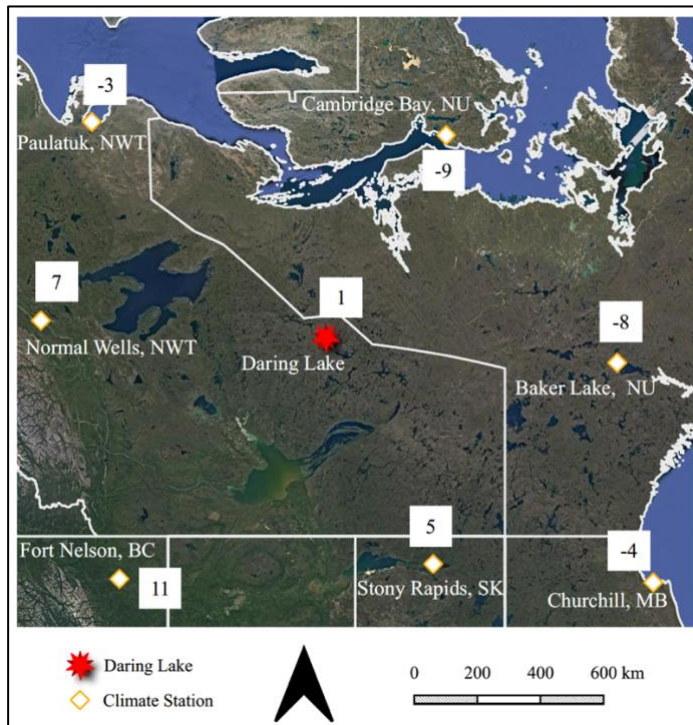 -3
Cambridge Bay, NU
Paulatuk, NWT
-9
7
1
-8
Normal Wells, NWT
Daring Lake
Baker Lake, NU
5
-4
Fort Nelson, BC
11
Stony Rapids, SK
Churchill, MB
Daring Lake
Climate Station
0 200 400 600 km